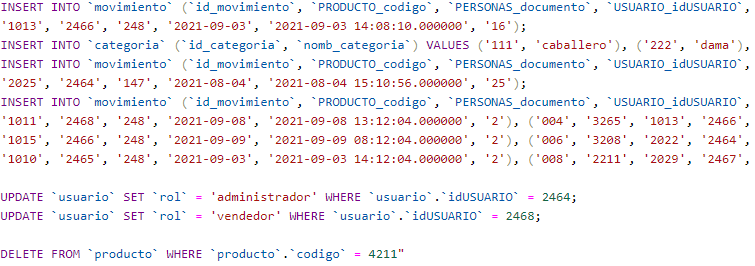 INSERT INTO `movimiento` (`id_movimiento`, `PRODUCTO_codigo`, `PERSONAS_documento`, `USUARIO_idUSUARIO`,
'1013', '2466', '248', '2021-09-03', '2021-09-03 14:08:10.000000', '16');
INSERT INTO `categoria` (`id_categoria`, `nomb_categoria`) VALUES ('111', 'caballero'), ('222', 'dama'),
INSERT INTO `movimiento` (`id_movimiento`, `PRODUCTO_codigo`, `PERSONAS_documento`, `USUARIO_idUSUARIO`,
'2025', '2464', '147', '2021-08-04', '2021-08-04 15:10:56.000000', '25');
INSERT INTO `movimiento` (`id_movimiento`, `PRODUCTO_codigo`, `PERSONAS_documento`, `USUARIO_idUSUARIO`,
'1011', '2468', '248', '2021-09-08', '2021-09-08 13:12:04.000000', '2'), ('004', '3265', '1013', '2466',
'1015', '2466', '248', '2021-09-09', '2021-09-09 08:12:04.000000', '2'), ('006', '3208', '2022', '2464',
'1010', '2465', '248', '2021-09-03', '2021-09-03 14:12:04.000000', '2'), ('008', '2211', '2029', '2467',
UPDATE `usuario` SET `rol` = 'administrador' WHERE `usuario`.`idUSUARIO` = 2464;
UPDATE `usuario` SET `rol` = 'vendedor' WHERE `usuario`.`idUSUARIO` = 2468;
DELETE FROM `producto` WHERE `producto`.`codigo` = 4211"